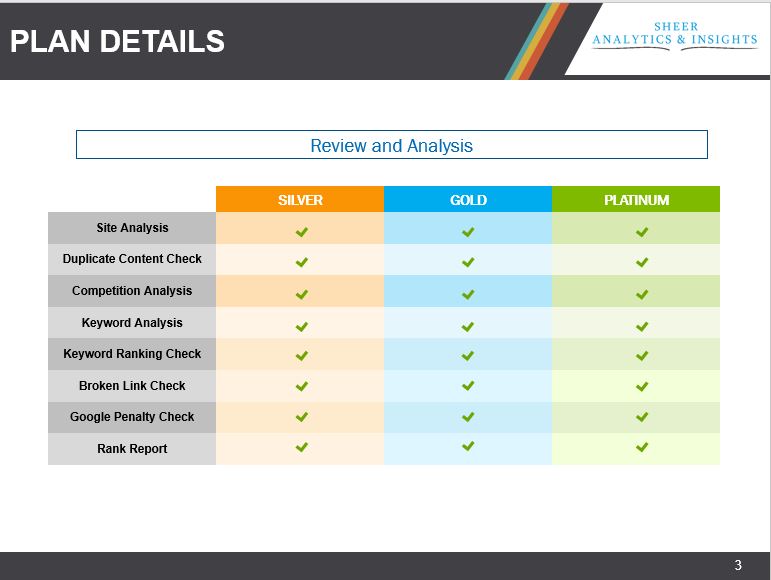 PLAN DETAILS
SHEER
ANALYTICS & INSIGHTS
Review and Analysis
SILVER GOLD PLATINUM
Site Analysis
Duplicate Content Check
Competition Analysis
Keyword Analysis
Keyword Ranking Check
Broken Link Check
Google Penalty Check
Rank Report
3